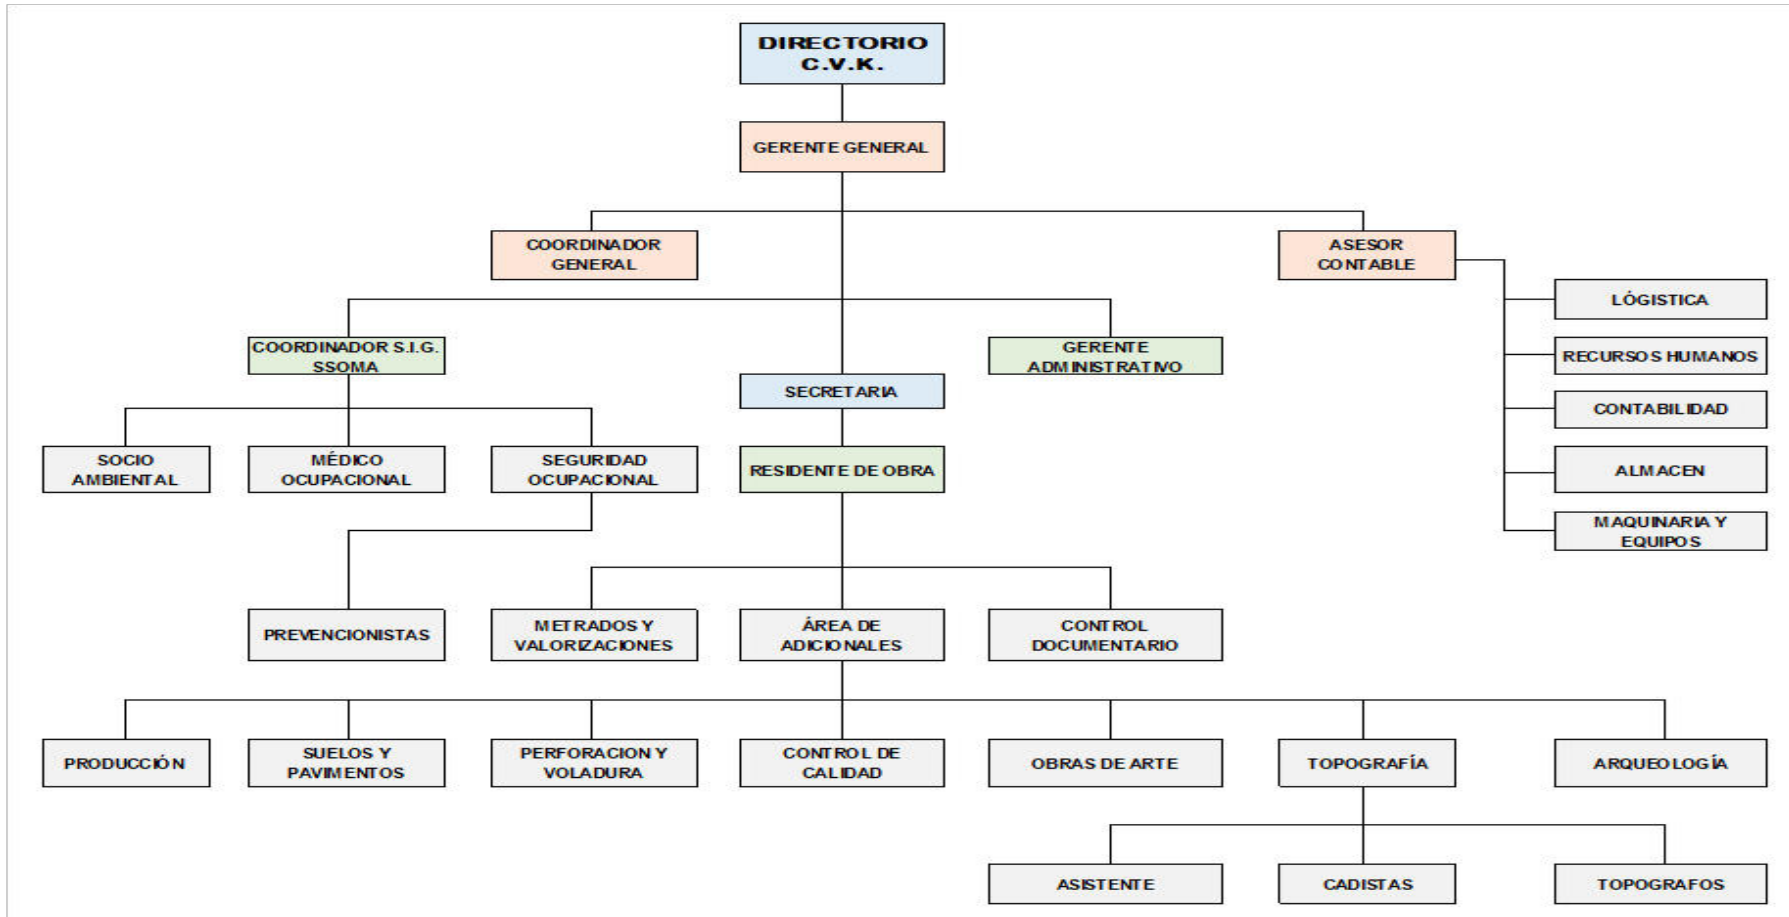 DIRECTORIO
C.V.K.
GERENTE GENERAL
COORDINADOR
GENERAL
ASESOR
CONTABLE
LÓGISTICA
RECURSOS HUMANOS
CONTABILIDAD
ALMACEN
MAQUINARIA Y
EQUIPOS
COORDINADOR S.I.G.
SSOMA
GERENTE
ADMINISTRATIVO
SECRETARIA
SOCIO
AMBIENTAL
MÉDICO
OCUPACIONAL
SEGURIDAD
OCUPACIONAL
RESIDENTE DE OBRA
PREVENCIONISTAS
METRADOS Y
VALORIZACIONES
ÁREA DE
ADICIONALES
CONTROL
DOCUMENTARIO
PRODUCCIÓN
SUELOS Y
PAVIMENTOS
PERFORACION Y
VOLADURA
CONTROL DE
CALIDAD
OBRAS DE ARTE
TOPOGRAFÍA
ARQUEOLOGÍA
ASISTENTE
CADISTAS
TOPOGRAFOS